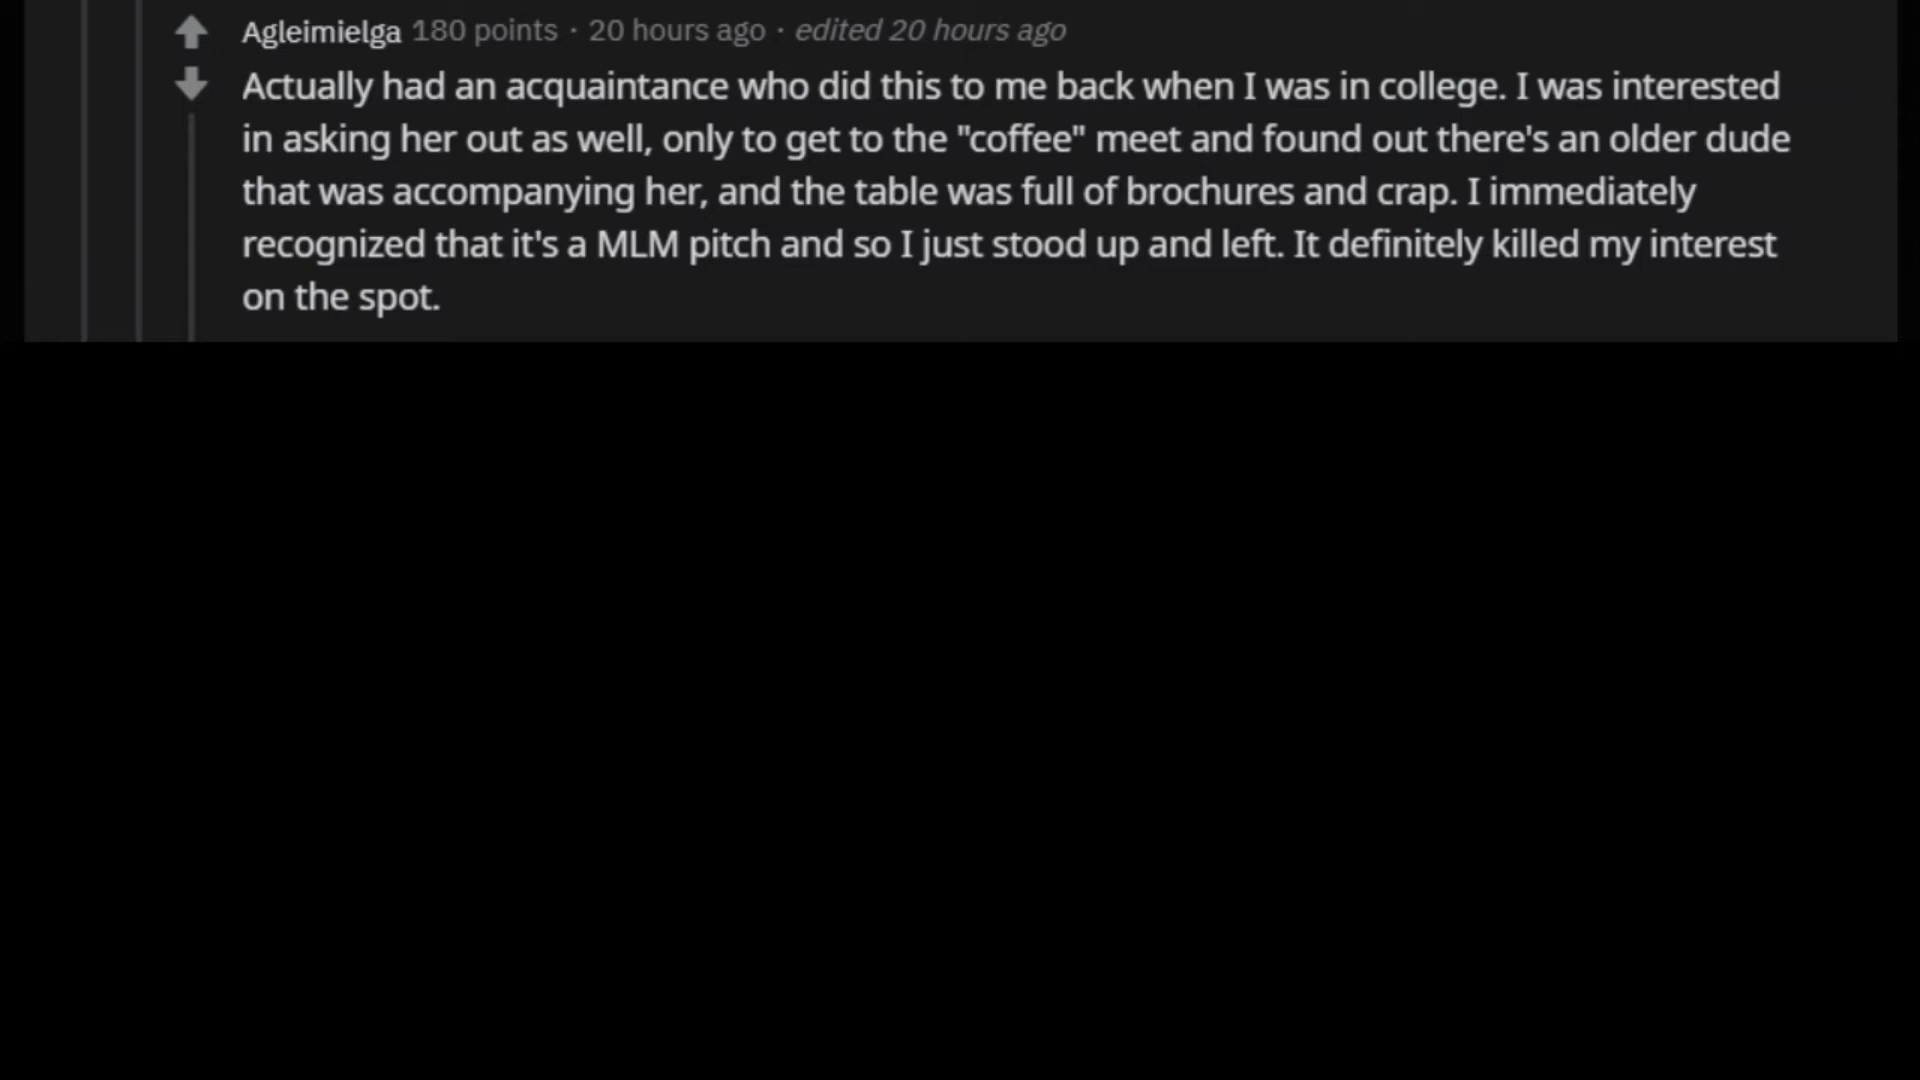 Agleimielga 180 points · 20 hours ago · edited 20 hours ago
Actually had an acquaintance who did this to me back when I was in college. I was interested
in asking her out as well, only to get to the "coffee" meet and found out there's an older dude
that was accompanying her, and the table was full of brochures and crap. I immediately
recognized that it's a MLM pitch and so I just stood up and left. It definitely killed my interest
on the spot.